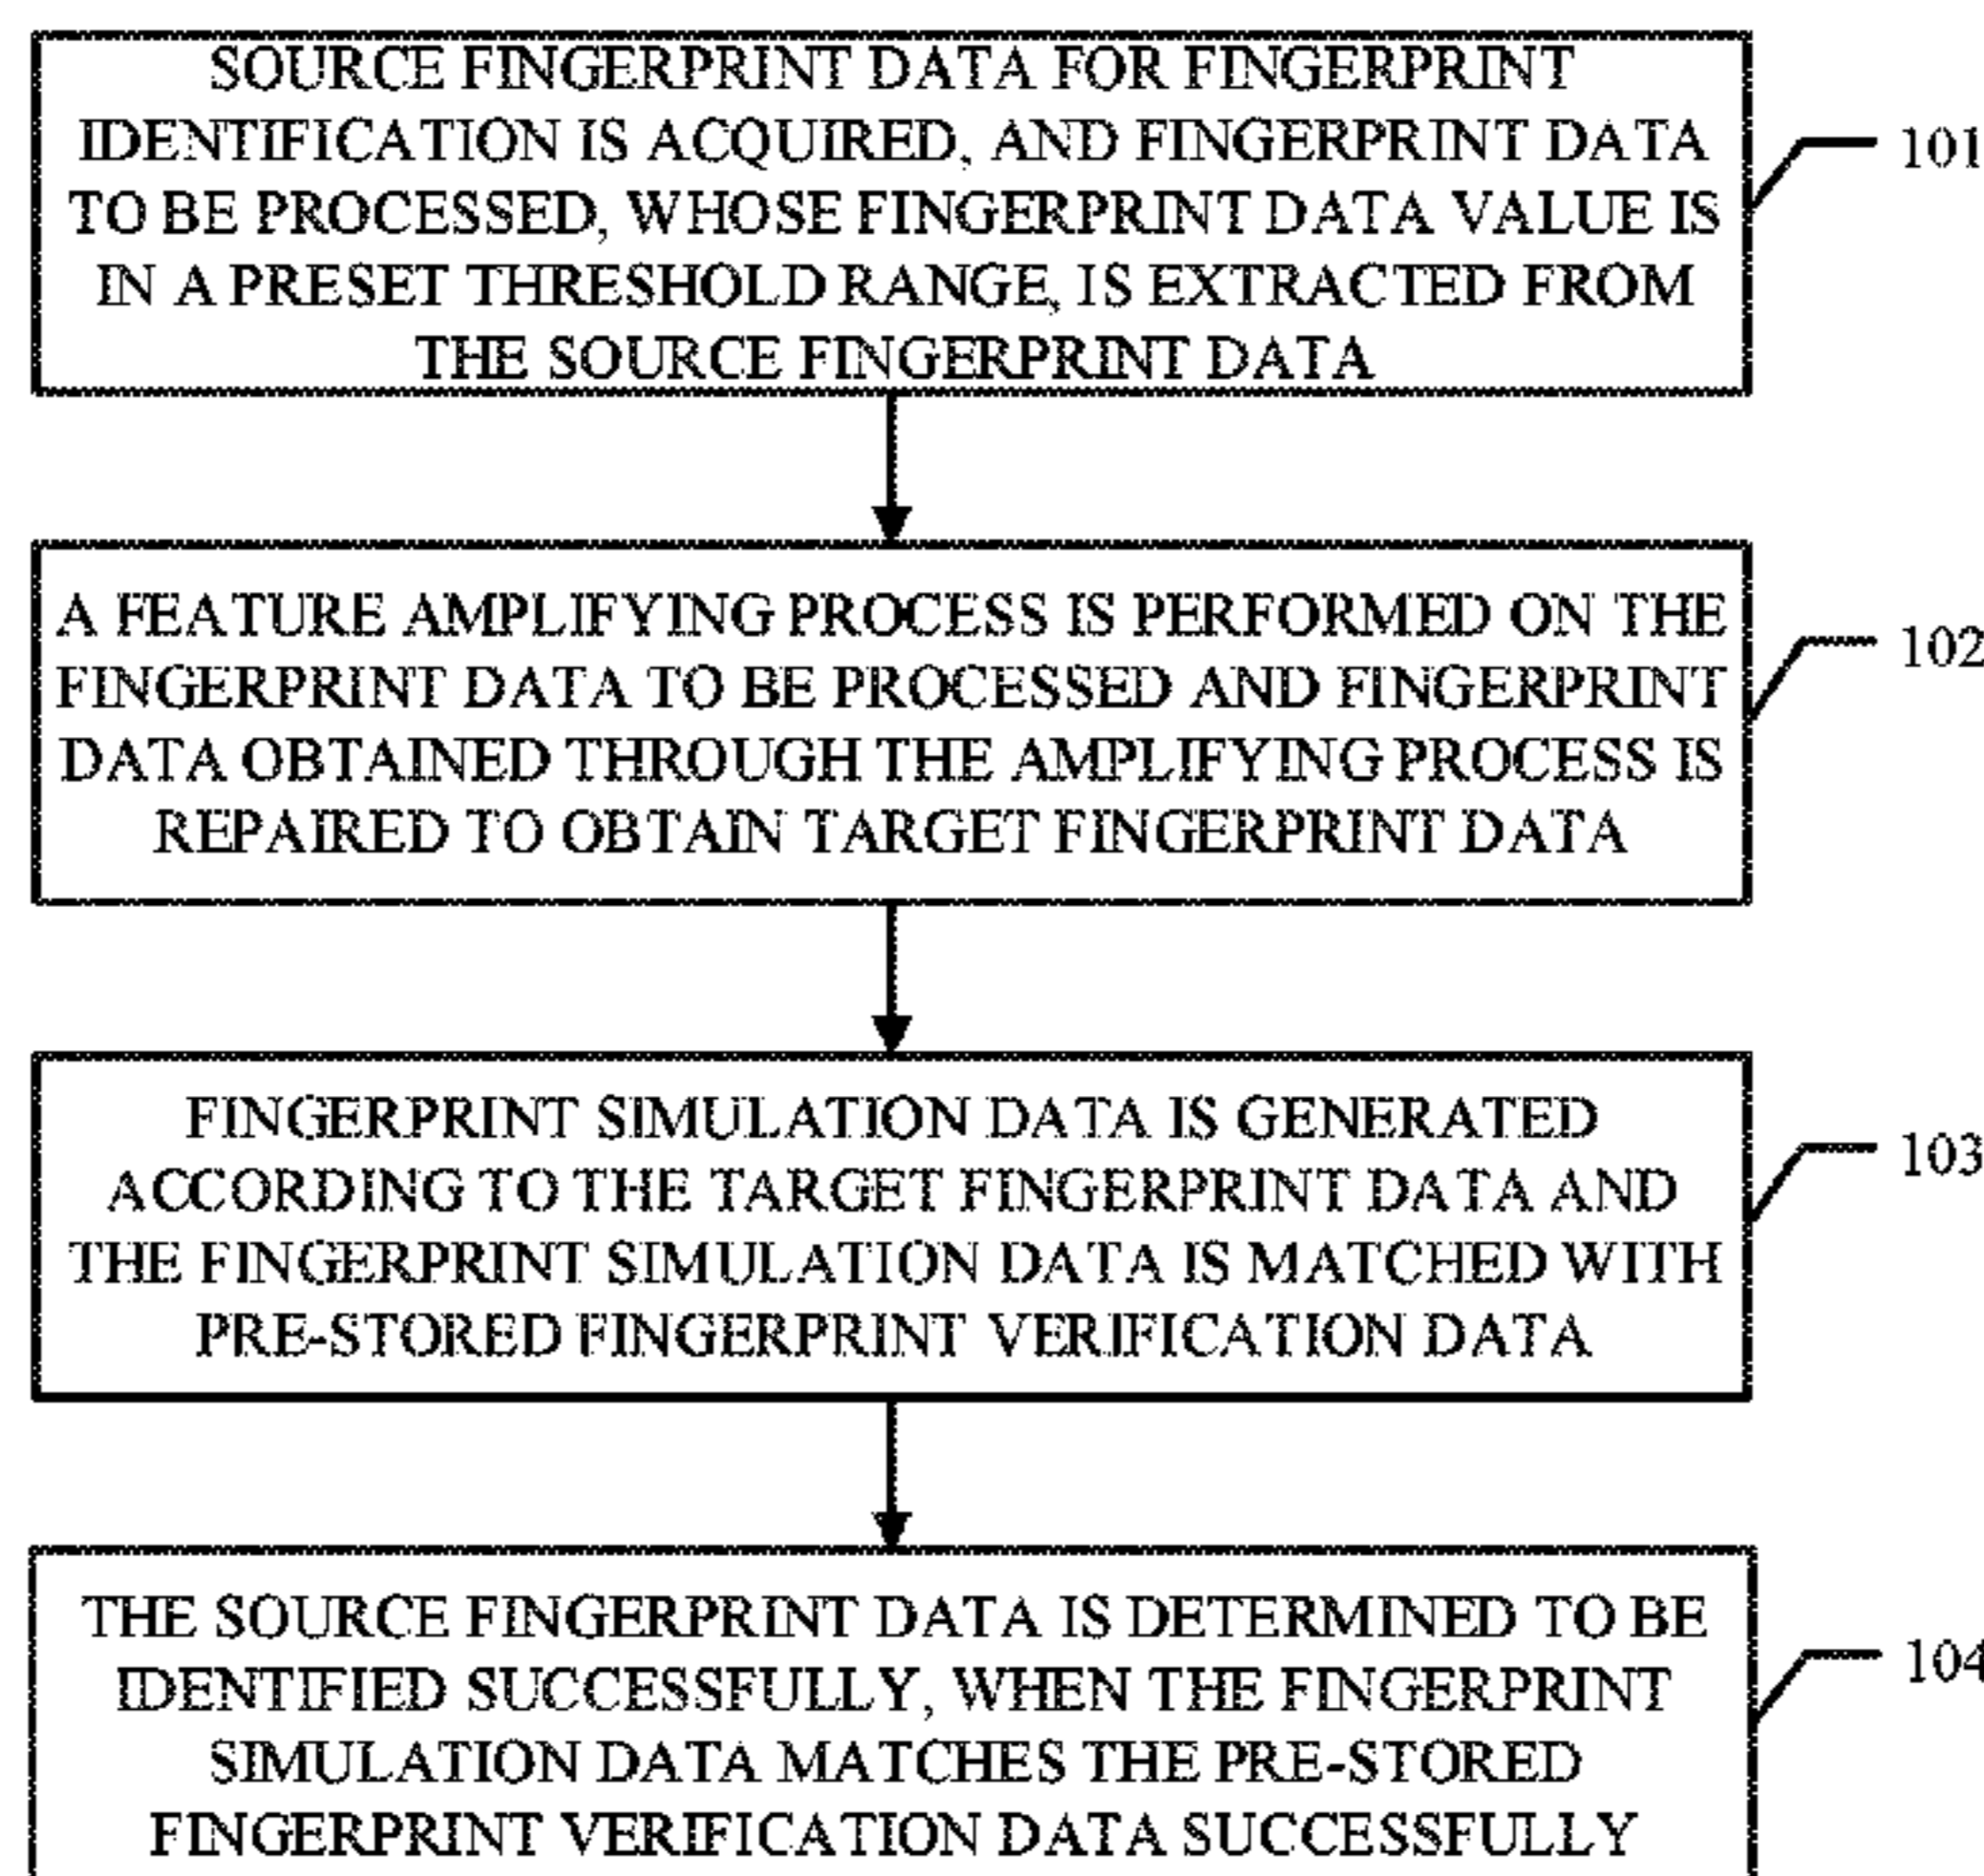 SOURCE FINGERPRINT DATA FOR FINGERPRINT
IDENTIFICATION IS ACQUIRED, AND FINGERPRINT DATA
TO BE PROCESSED, WHOSE FINGERPRINT DATA VALUE IS
IN A PRESET THRESHOLD RANGE, IS EXTRACTED FROM
THE SOURCE FINGERPRINT DATA
101
A FEATURE AMPLIFYING PROCESS IS PERFORMED ON THE
FINGERPRINT DATA TO BE PROCESSED AND FINGERPRINT
DATA OBTAINED THROUGH THE AMPLIFYING PROCESS IS
REPAIRED TO OBTAIN TARGET FINGERPRINT DATA
102
FINGERPRINT SIMULATION DATA IS GENERATED
ACCORDING TO THE TARGET FINGERPRINT DATA AND
THE FINGERPRINT SIMULATION DATA IS MATCHED WITH
PRE-STORED FINGERPRINT VERIFICATION DATA
103
THE SOURCE FINGERPRINT DATA IS DETERMINED TO BE
IDENTIFIED SUCCESSFULLY, WHEN THE FINGERPRINT
SIMULATION DATA MATCHES THE PRE-STORED
FINGERPRINT VERIFICATION DATA SUCCESSFULLY
104